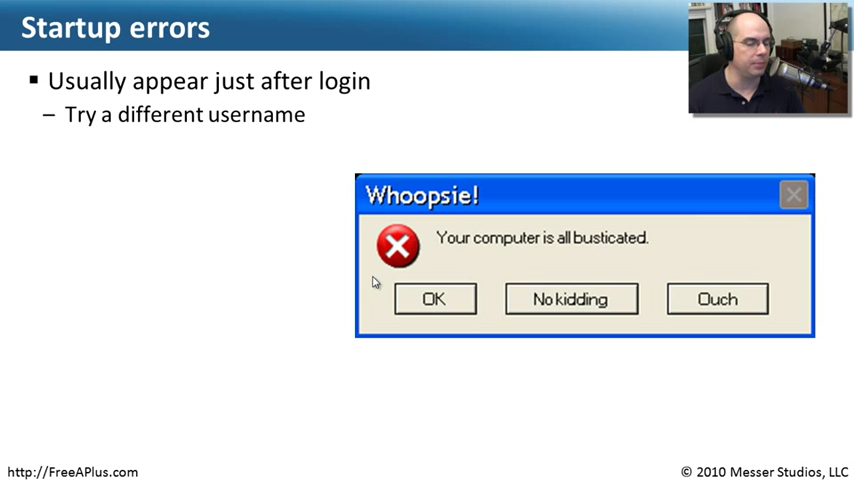 Startup errors
▪ Usually appear just after login
– Try a different username
Whoopsie!
Your computer is all busticated.
OK
No kidding
Ouch
http://FreeAPlus.com
© 2010 Messer Studios, LLC